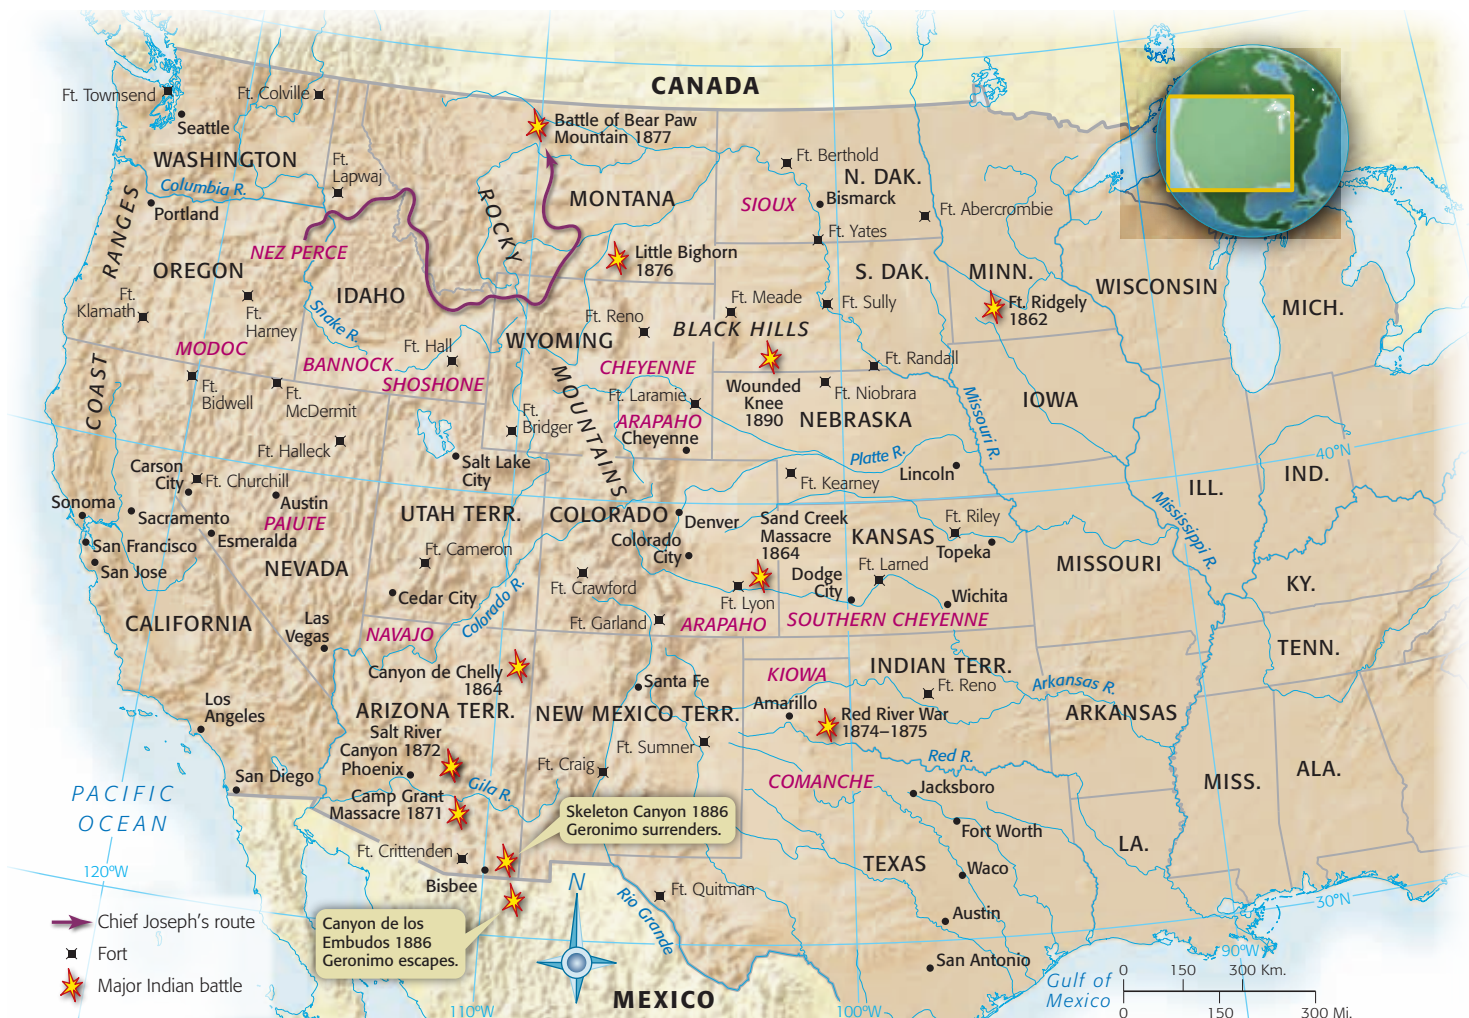 CANADA
Ft. Townsend
Ft. Colville
Seattle
WASHINGTON
Ft.
Lapwaj
Columbia R.
Portland
RANGES
COAST
NEZ PERCE
OREGON
Ft.
Klamath
Ft.
Harney
IDAHO
Snake R.
MODOC
BANNOCK
SHOSHONE
Ft. Hall
Ft.
Bidwell
Ft.
McDermit
Ft. Halleck
ROCKY
MOUNTAINS
Battle of Bear Paw
Mountain 1877
MONTANA
Little Bighorn
1876
SIOUX
Ft. Berthold
N. DAK.
Bismarck
Ft. Yates
Ft. Abercrombie
S. DAK.
MINN.
Ft. Ridgely
1862
WISCONSIN
MICH.
Ft. Meade
Ft. Sully
Ft. Reno
BLACK HILLS
WYOMING
CHEYENNE
Ft. Laramie
ARAPAHO
Cheyenne
Ft.
Bridger
Wounded
Knee
1890
Ft. Randall
Ft. Niobrara
NEBRASKA
Missouri R.
IOWA
Platte R.
Lincoln
Ft. Kearney
40°N
IND.
ILL.
Mississippi R.
Salt Lake
City
Carson
City
Ft. Churchill
Austin
Sonoma
Sacramento
PAIUTE
Esmeralda
San Francisco
San Jose
NEVADA
UTAH TERR.
Ft. Cameron
Cedar City
Colorado R.
CALIFORNIA
Las
Vegas
NAVAJO
COLORADO
Denver
Colorado
City
Ft. Crawford
Ft. Garland
Sand Creek
Massacre
1864
Ft. Lyon
ARAPAHO
KANSAS
Ft. Riley
Topeka
Dodge
City
Ft. Larned
Wichita
SOUTHERN CHEYENNE
MISSOURI
KY.
TENN.
Canyon de Chelly
1864
Santa Fe
KIOWA
INDIAN TERR.
Ft. Reno
Arkansas R.
Amarillo
Red River War
1874–1875
ARKANSAS
Los
Angeles
ARIZONA TERR.
NEW MEXICO TERR.
Salt River
Canyon 1872
Phoenix
Ft. Sumner
Ft. Craig
San Diego
Camp Grant
Massacre 1871
Gila R.
Red R.
COMANCHE
Jacksboro
Fort Worth
MISS.
ALA.
LA.
PACIFIC
OCEAN
Skeleton Canyon 1886
Geronimo surrenders.
Ft. Crittenden
Bisbee
TEXAS
Waco
Ft. Quitman
Rio Grande
Austin
San Antonio
120°W
Canyon de los
Embudos 1886
Geronimo escapes.
N
MEXICO
110°W
100°W
90°W
30°N
Gulf of
Mexico
Chief Joseph's route
Fort
Major Indian battle
0 150 300 Km.
0 150 300 Mi.